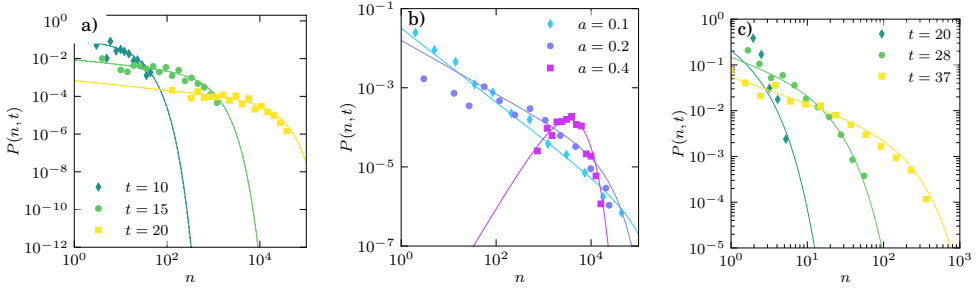 a)
P(n, t)
10^0
10^-2
10^-4
10^-6
10^-8
10^-10
10^-12
t = 10
t = 15
t = 20
10^0 10^2 10^4
n
b)
P(n, t)
10^-1
10^-3
10^-5
10^-7
a = 0.1
a = 0.2
a = 0.4
10^0 10^2 10^4
n
c)
P(n, t)
10^0
10^-1
10^-2
10^-3
10^-4
10^-5
t = 20
t = 28
t = 37
10^0 10^1 10^2 10^3
n